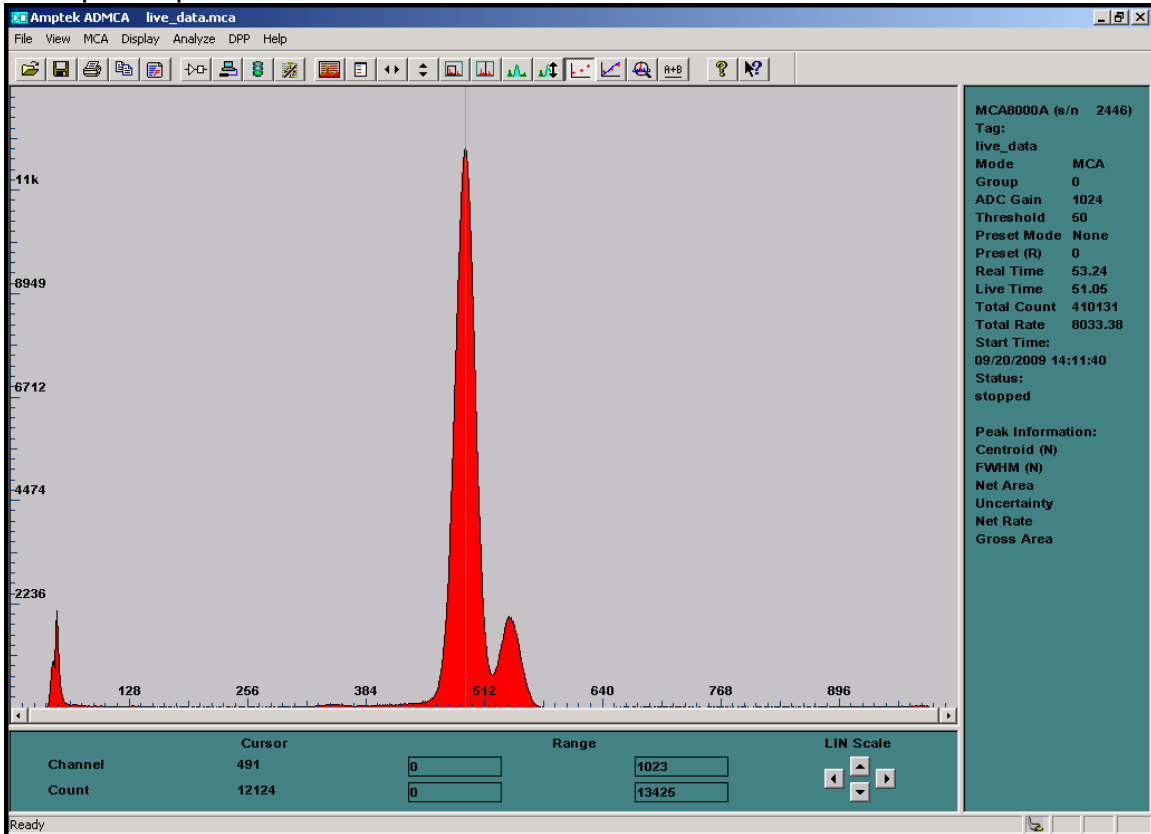 Amptek ADMCA live_data.mca
File View MCA Display Analyze DPP Help
A+B
11k
8949
6712
4474
2236
128 256 384 512 640 768 896
MCA8000A (s/n 2446)
Tag:
live_data
Mode MCA
Group 0
ADC Gain 1024
Threshold 50
Preset Mode None
Preset (R) 0
Real Time 53.24
Live Time 51.05
Total Count 410131
Total Rate 8033.38
Start Time:
09/20/2009 14:11:40
Status:
stopped
Peak Information:
Centroid (N)
FWHM (N)
Net Area
Uncertainty
Net Rate
Gross Area
Cursor Range LIN Scale
Channel 491 0 1023
Count 12124 0 13425
Ready